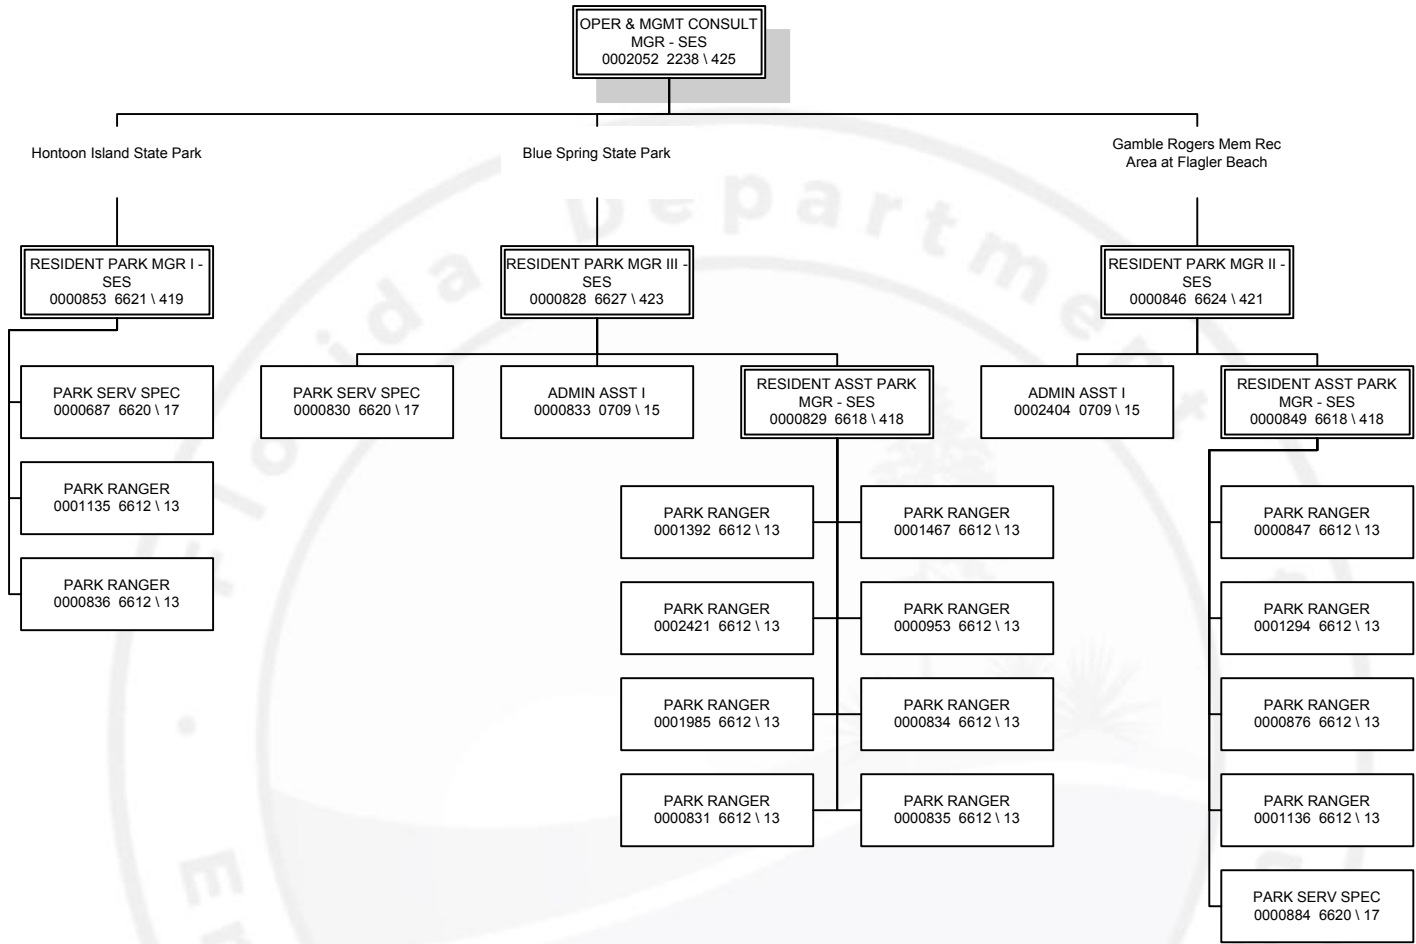 OPER & MGMT CONSULT
MGR - SES
0002052 2238 \ 425
Hontoon Island State Park
Blue Spring State Park
Gamble Rogers Mem Rec
Area at Flagler Beach
RESIDENT PARK MGR I -
SES
0000853 6621 \ 419
RESIDENT PARK MGR III -
SES
0000828 6627 \ 423
RESIDENT PARK MGR II -
SES
0000846 6624 \ 421
PARK SERV SPEC
0000687 6620 \ 17
PARK SERV SPEC
0000830 6620 \ 17
ADMIN ASST I
0000833 0709 \ 15
RESIDENT ASST PARK
MGR - SES
0000829 6618 \ 418
ADMIN ASST I
0002404 0709 \ 15
RESIDENT ASST PARK
MGR - SES
0000849 6618 \ 418
PARK RANGER
0001135 6612 \ 13
PARK RANGER
0000836 6612 \ 13
PARK RANGER
0001392 6612 \ 13
PARK RANGER
0001467 6612 \ 13
PARK RANGER
0002421 6612 \ 13
PARK RANGER
0000953 6612 \ 13
PARK RANGER
0001985 6612 \ 13
PARK RANGER
0000834 6612 \ 13
PARK RANGER
0000831 6612 \ 13
PARK RANGER
0000835 6612 \ 13
PARK RANGER
0000847 6612 \ 13
PARK RANGER
0001294 6612 \ 13
PARK RANGER
0000876 6612 \ 13
PARK RANGER
0001136 6612 \ 13
PARK SERV SPEC
0000884 6620 \ 17
Florida Department